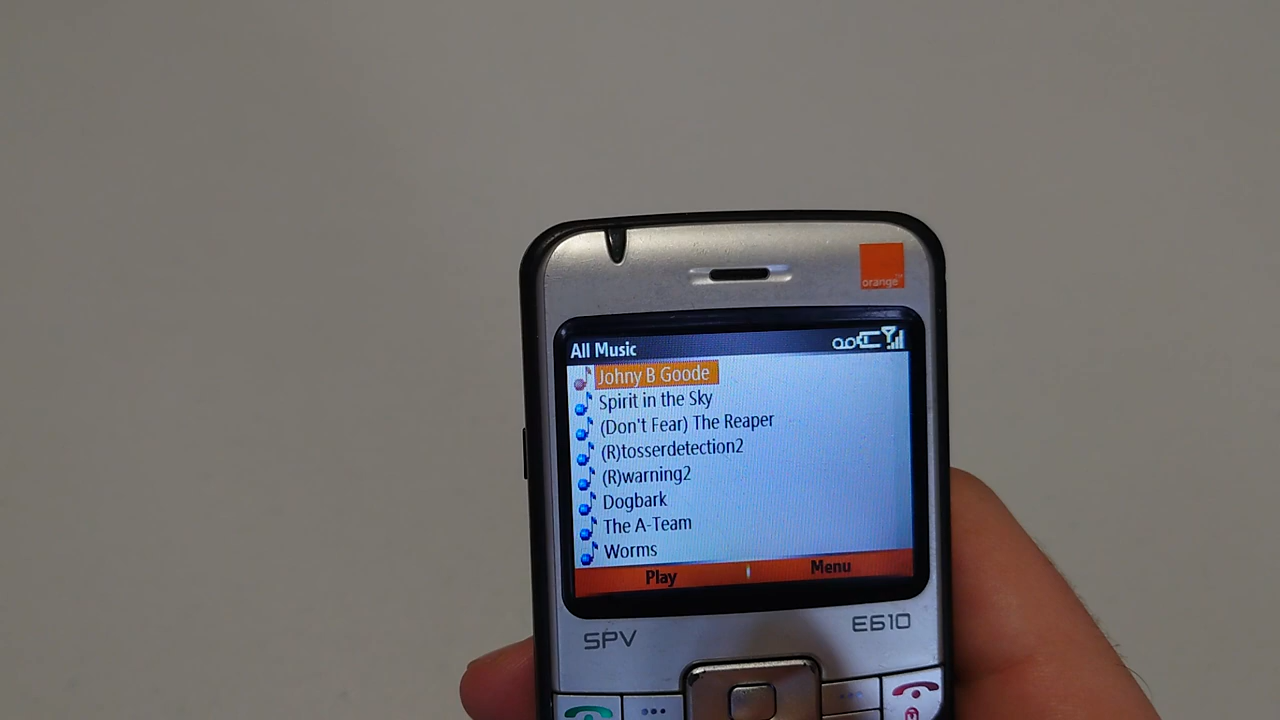 orange™
All Music
Johny B Goode
Spirit in the Sky
(Don't Fear) The Reaper
(R)tosserdetection2
(R)warning2
Dogbark
The A-Team
Worms
Play Menu
SPV E610